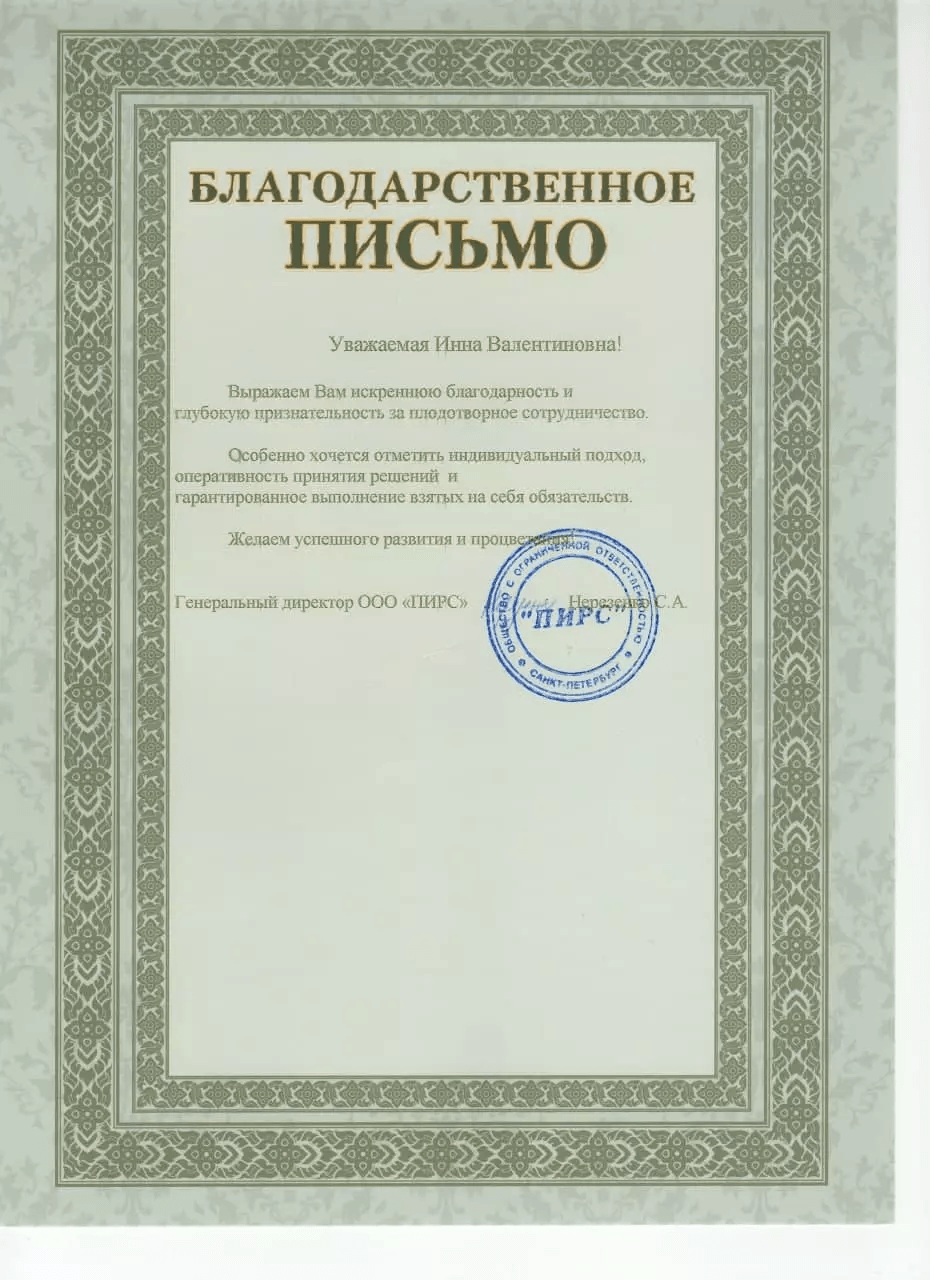 БЛАГОДАРСТВЕННОЕ
ПИСЬМО
Уважаемая Инна Валентиновна!
Выражаем Вам искреннюю благодарность и
глубокую признательность за плодотворное сотрудничество.
Особенно хочется отметить индивидуальный подход,
оперативность принятия решений и
гарантированное выполнение взятых на себя обязательств.
Желаем успешного развития и процветания!
Генеральный директор ООО «ПИРС» Нерезенко С.А.
ОБЩЕСТВО С ОГРАНИЧЕННОЙ ОТВЕТСТВЕННОСТЬЮ
"ПИРС"
САНКТ-ПЕТЕРБУРГ